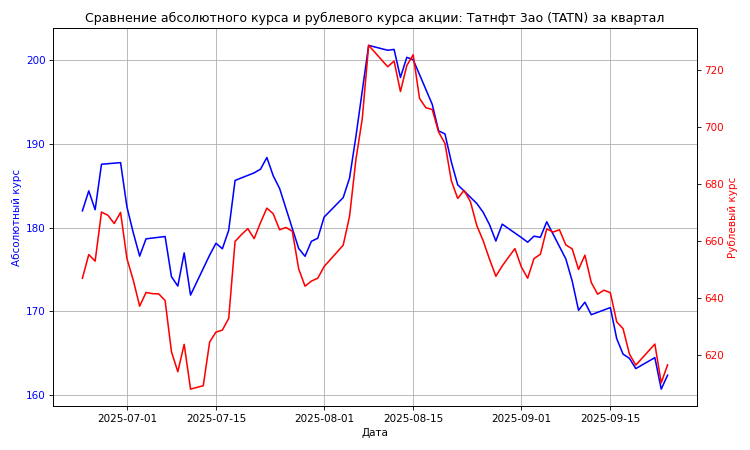 Сравнение абсолютного курса и рублевого курса акции: Татнфт 3ао (TATN) за квартал
200
190
180
170
160
Абсолютный курс
720
700
680
660
640
620
Рублевый курс
2025-07-01 2025-07-15 2025-08-01 2025-08-15 2025-09-01 2025-09-15
Дата